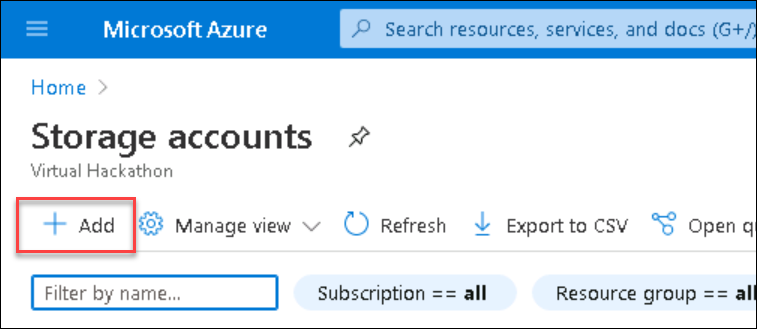 Microsoft Azure Search resources, services, and docs (G+/)
Home >
Storage accounts
Virtual Hackathon
+ Add Manage view Refresh Export to CSV Open
Filter by name... Subscription == all Resource group == all